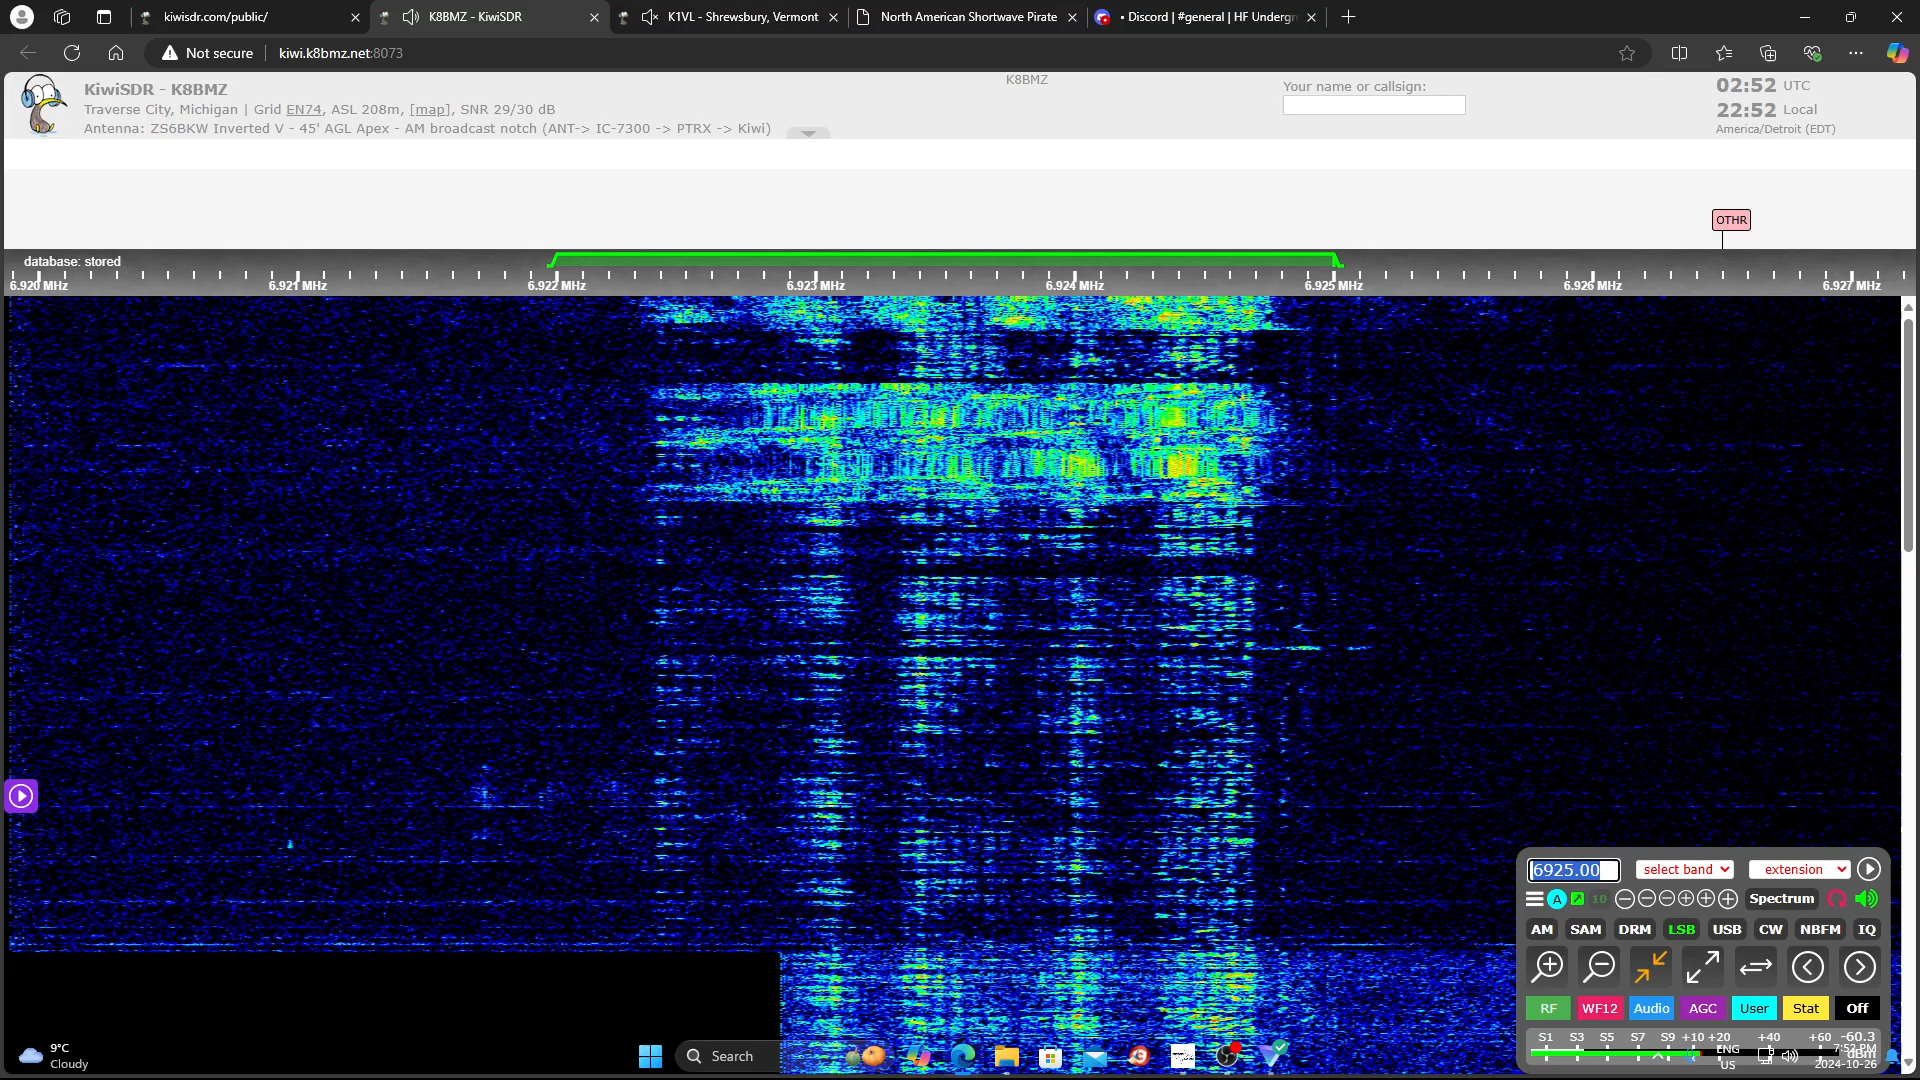 kiwisdr.com/public/
K8BMZ - KiwiSDR
K1VL - Shrewsbury, Vermont
North American Shortwave Pirate
• Discord | #general | HF Undergr
Not secure
kiwi.k8bmz.net:8073
KiwiSDR - K8BMZ
Traverse City, Michigan | Grid EN74, ASL 208m, [map], SNR 29/30 dB
Antenna: ZS6BKW Inverted V - 45' AGL Apex - AM broadcast notch (ANT-> IC-7300 -> PTRX -> Kiwi)
K8BMZ
Your name or callsign:
02:52 UTC
22:52 Local
America/Detroit (EDT)
OTHR
database: stored
6.920 MHz 6.921 MHz 6.922 MHz 6.923 MHz 6.924 MHz 6.925 MHz 6.926 MHz 6.927 MHz
6925.00 select band extension
A 10 Spectrum
AM SAM DRM LSB USB CW NBFM IQ
RF WF12 Audio AGC User Stat Off
S1 S3 S5 S7 S9 +10 +20 +40 +60 -60.3
dBm
9°C
Cloudy
Search
ENG
US
7:52 PM
2024-10-26